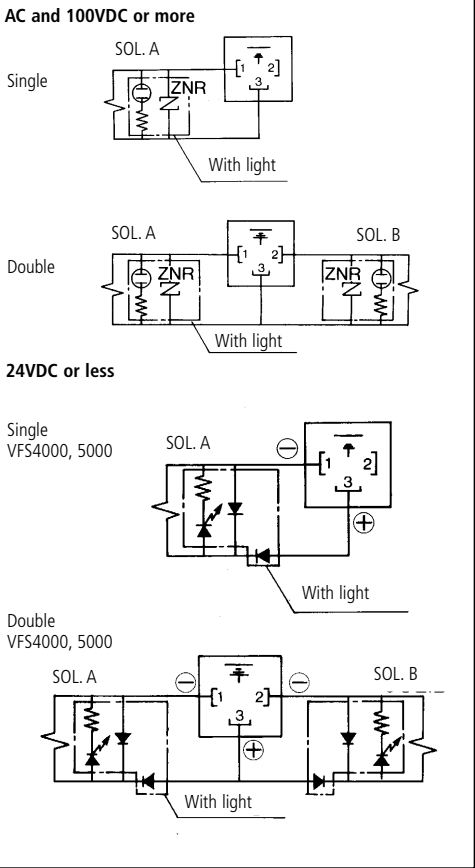 AC and 100VDC or more
SOL. A
Single
ZNR
1 2
3
With light
SOL. A
SOL. B
Double
1 2
3
ZNR
ZNR
With light
24VDC or less
Single
VFS4000, 5000
SOL. A
−
1 2
3
+
With light
Double
VFS4000, 5000
SOL. A
SOL. B
−
−
1 2
3
+
With light